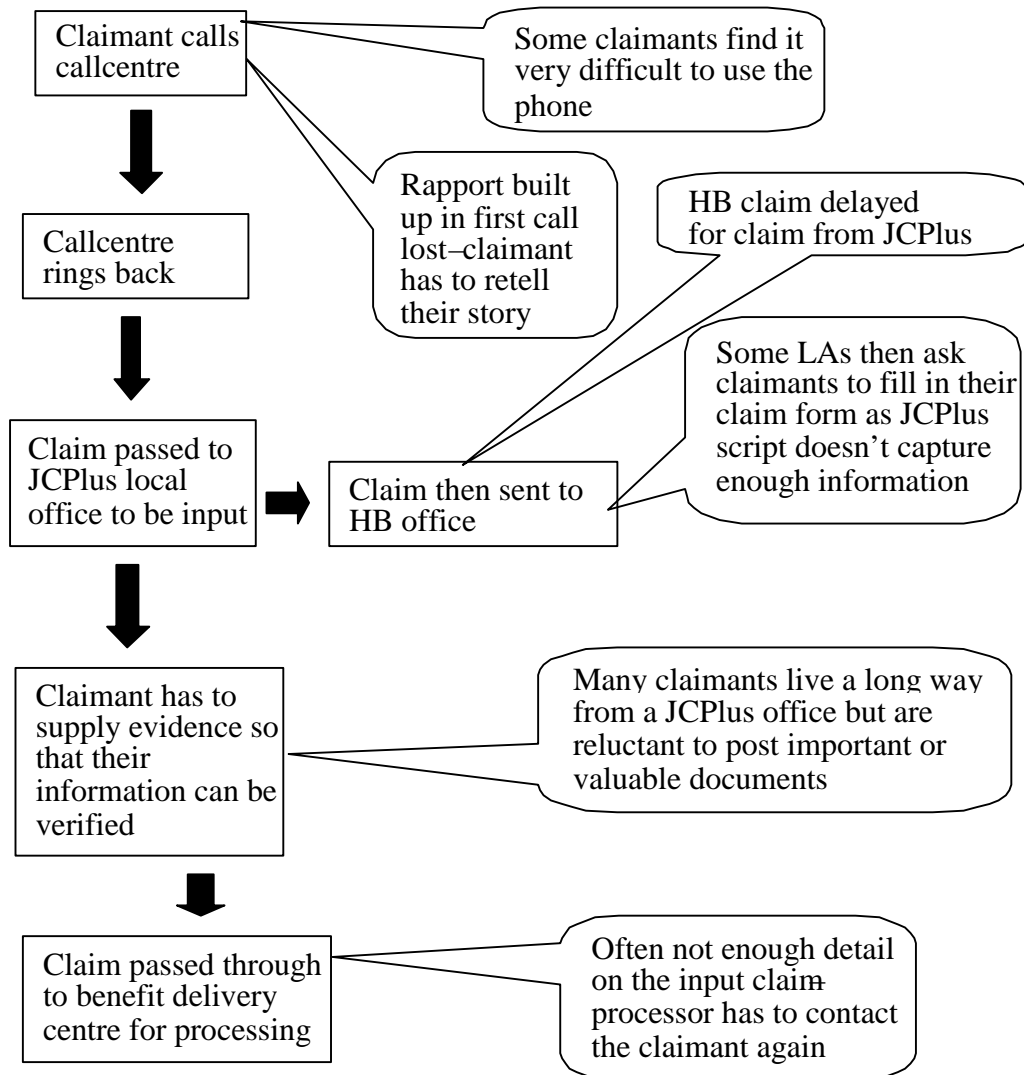 Claimant calls
callcentre
Some claimants find it
very difficult to use the
phone
Rapport built
up in first call
lost–claimant
has to retell
their story
HB claim delayed
for claim from JCPlus
Callcentre
rings back
Some LAs then ask
claimants to fill in their
claim form as JCPlus
script doesn’t capture
enough information
Claim passed to
JCPlus local
office to be input
Claim then sent to
HB office
Claimant has to
supply evidence so
that their
information can be
verified
Many claimants live a long way
from a JCPlus office but are
reluctant to post important or
valuable documents
Claim passed through
to benefit delivery
centre for processing
Often not enough detail
on the input claim–
processor has to contact
the claimant again